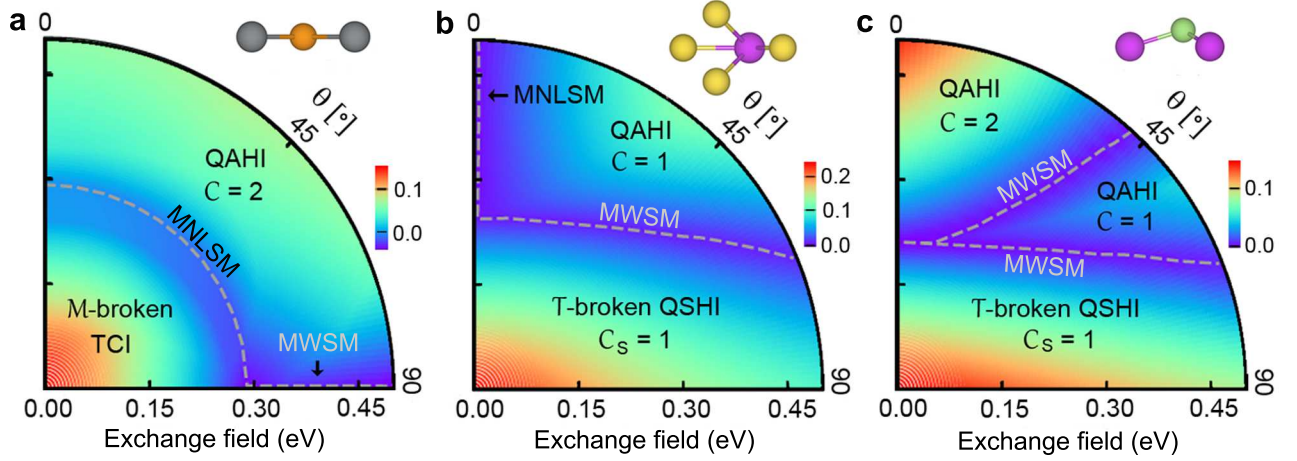 a
0
θ [°]
45
QAHI
C = 2
0.1
0.0
MNLSM
M-broken
TCI
MWSM
90
0.00 0.15 0.30 0.45
Exchange field (eV)
b
0
θ [°]
45
MNLSM
QAHI
C = 1
0.2
0.1
0.0
MWSM
T-broken QSHI
Cs = 1
90
0.00 0.15 0.30 0.45
Exchange field (eV)
c
0
θ [°]
45
QAHI
C = 2
MWSM
QAHI
C = 1
0.1
0.0
MWSM
T-broken QSHI
Cs = 1
90
0.00 0.15 0.30 0.45
Exchange field (eV)